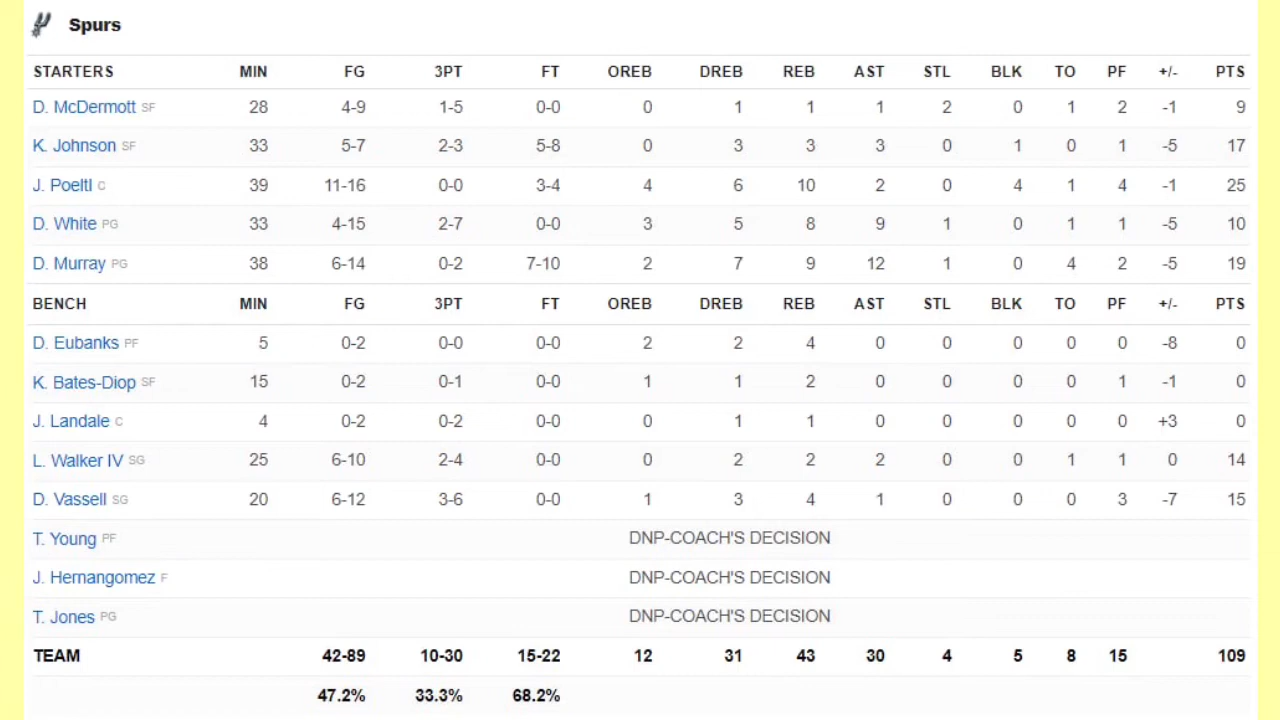 Spurs
STARTERS MIN FG 3PT FT OREB DREB REB AST STL BLK TO PF +/- PTS
D. McDermott SF 28 4-9 1-5 0-0 0 1 1 1 2 0 1 2 -1 9
K. Johnson SF 33 5-7 2-3 5-8 0 3 3 3 0 1 0 1 -5 17
J. Poeltl C 39 11-16 0-0 3-4 4 6 10 2 0 4 1 4 -1 25
D. White PG 33 4-15 2-7 0-0 3 5 8 9 1 0 1 1 -5 10
D. Murray PG 38 6-14 0-2 7-10 2 7 9 12 1 0 4 2 -5 19
BENCH MIN FG 3PT FT OREB DREB REB AST STL BLK TO PF +/- PTS
D. Eubanks PF 5 0-2 0-0 0-0 2 2 4 0 0 0 0 0 -8 0
K. Bates-Diop SF 15 0-2 0-1 0-0 1 1 2 0 0 0 0 1 -1 0
J. Landale C 4 0-2 0-2 0-0 0 1 1 0 0 0 0 0 +3 0
L. Walker IV SG 25 6-10 2-4 0-0 0 2 2 2 0 0 1 1 0 14
D. Vassell SG 20 6-12 3-6 0-0 1 3 4 1 0 0 0 3 -7 15
T. Young PF DNP-COACH'S DECISION
J. Hernangomez F DNP-COACH'S DECISION
T. Jones PG DNP-COACH'S DECISION
TEAM 42-89 10-30 15-22 12 31 43 30 4 5 8 15 109
47.2% 33.3% 68.2%